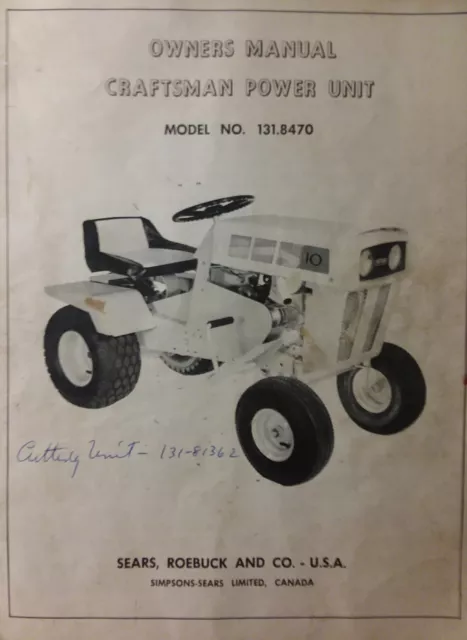 OWNERS MANUAL
CRAFTSMAN POWER UNIT
MODEL NO. 131.8470
10
Cutting Unit - 131-81362
SEARS, ROEBUCK AND CO. - U.S.A.
SIMPSONS-SEARS LIMITED, CANADA